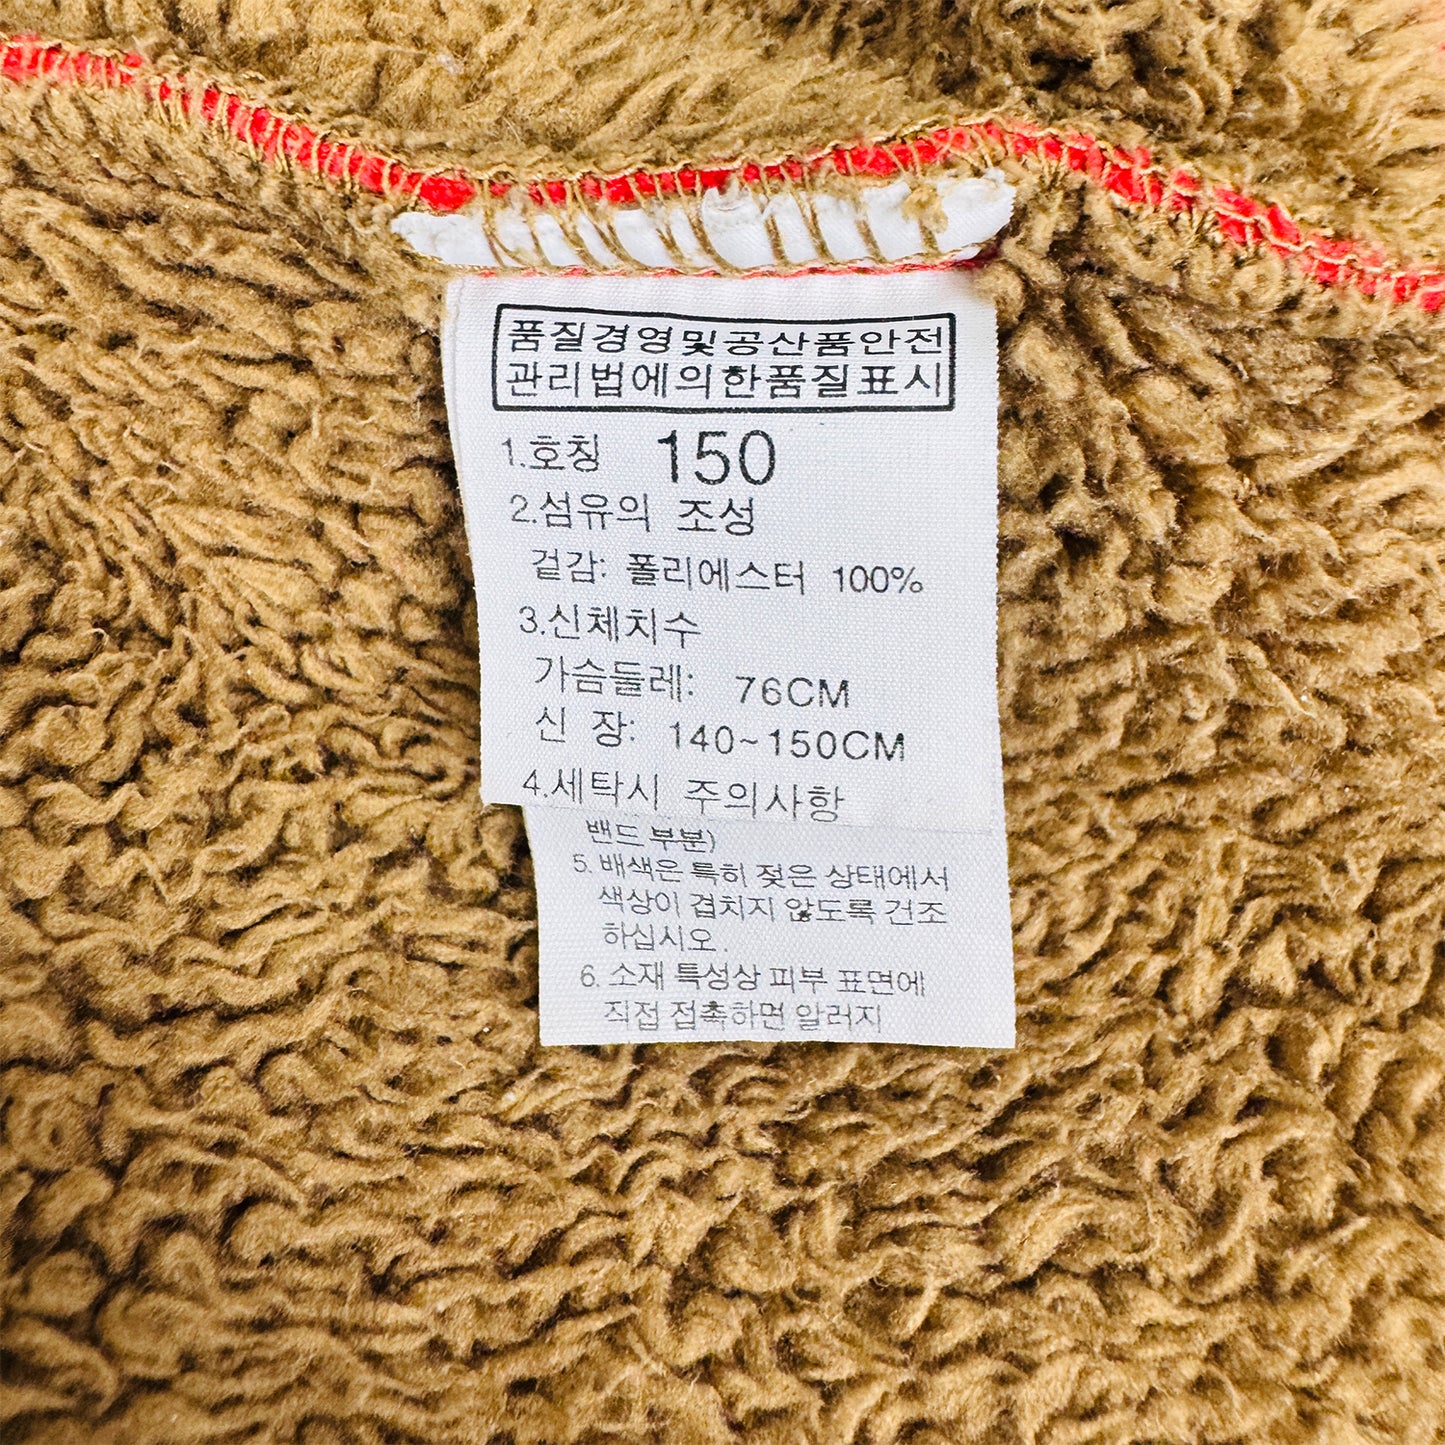 품질경영및공산품안전
관리법에의한품질표시
1.호칭 150
2.섬유의 조성
겉감: 폴리에스터 100%
3.신체치수
가슴둘레: 76CM
신 장: 140~150CM
4.세탁시 주의사항
밴드 부분)
5. 배색은 특히 젖은 상태에서
색상이 겹치지 않도록 건조
하십시오.
6. 소재 특성상 피부 표면에
직접 접촉하면 알러지